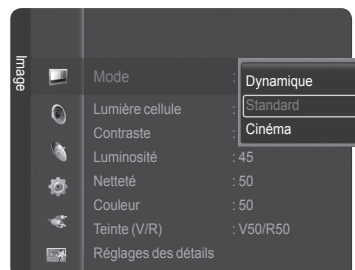 Image
Mode :
Dynamique
Standard
Cinéma
Lumière cellule :
Contraste :
Luminosité : 45
Netteté : 50
Couleur : 50
Teinte (V/R) : V50/R50
Réglages des détails